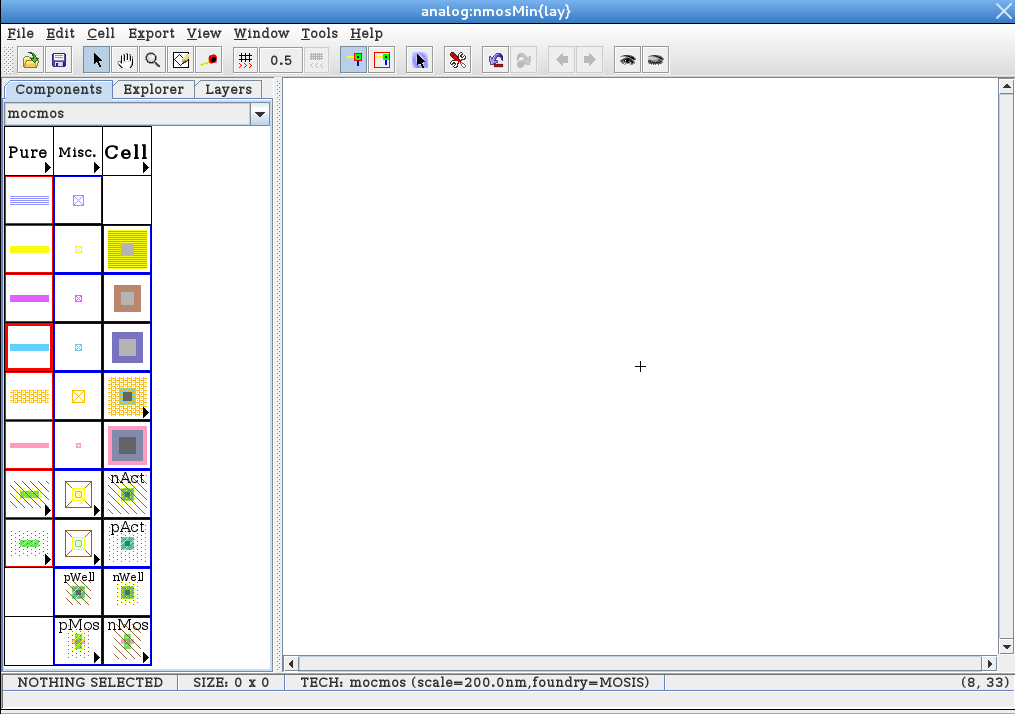 analog:nmosMin{lay}
File Edit Cell Export View Window Tools Help
0.5
Components Explorer Layers
mocmos
Pure Misc. Cell
nAct
pAct
pWell nWell
pMos nMos
NOTHING SELECTED SIZE: 0 x 0 TECH: mocmos (scale=200.0nm,foundry=MOSIS) (8, 33)